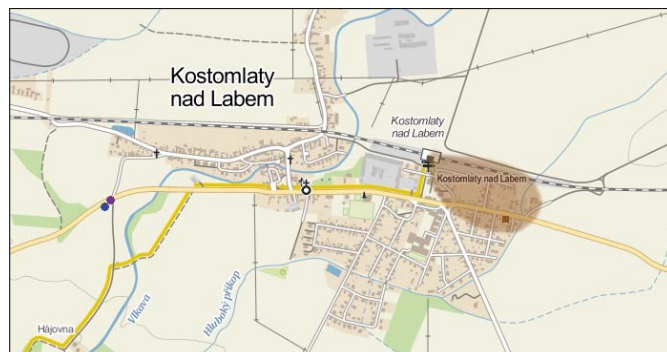 Kostomlaty
nad Labem
Kostomlaty
nad Labem
Kostomlaty nad Labem
Vlkava
Hluboký příkop
Hájovna